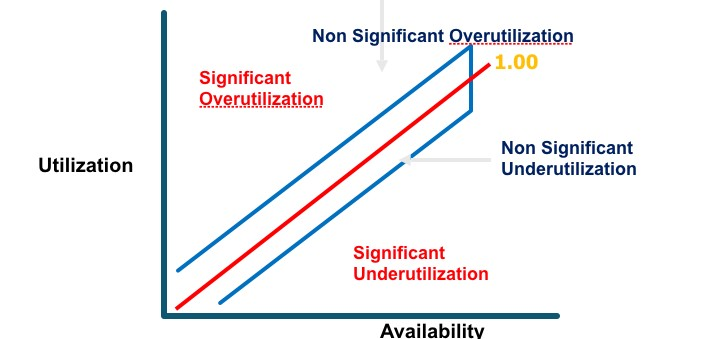 Non Significant Overutilization
1.00
Significant
Overutilization
Non Significant
Underutilization
Utilization
Significant
Underutilization
Availability